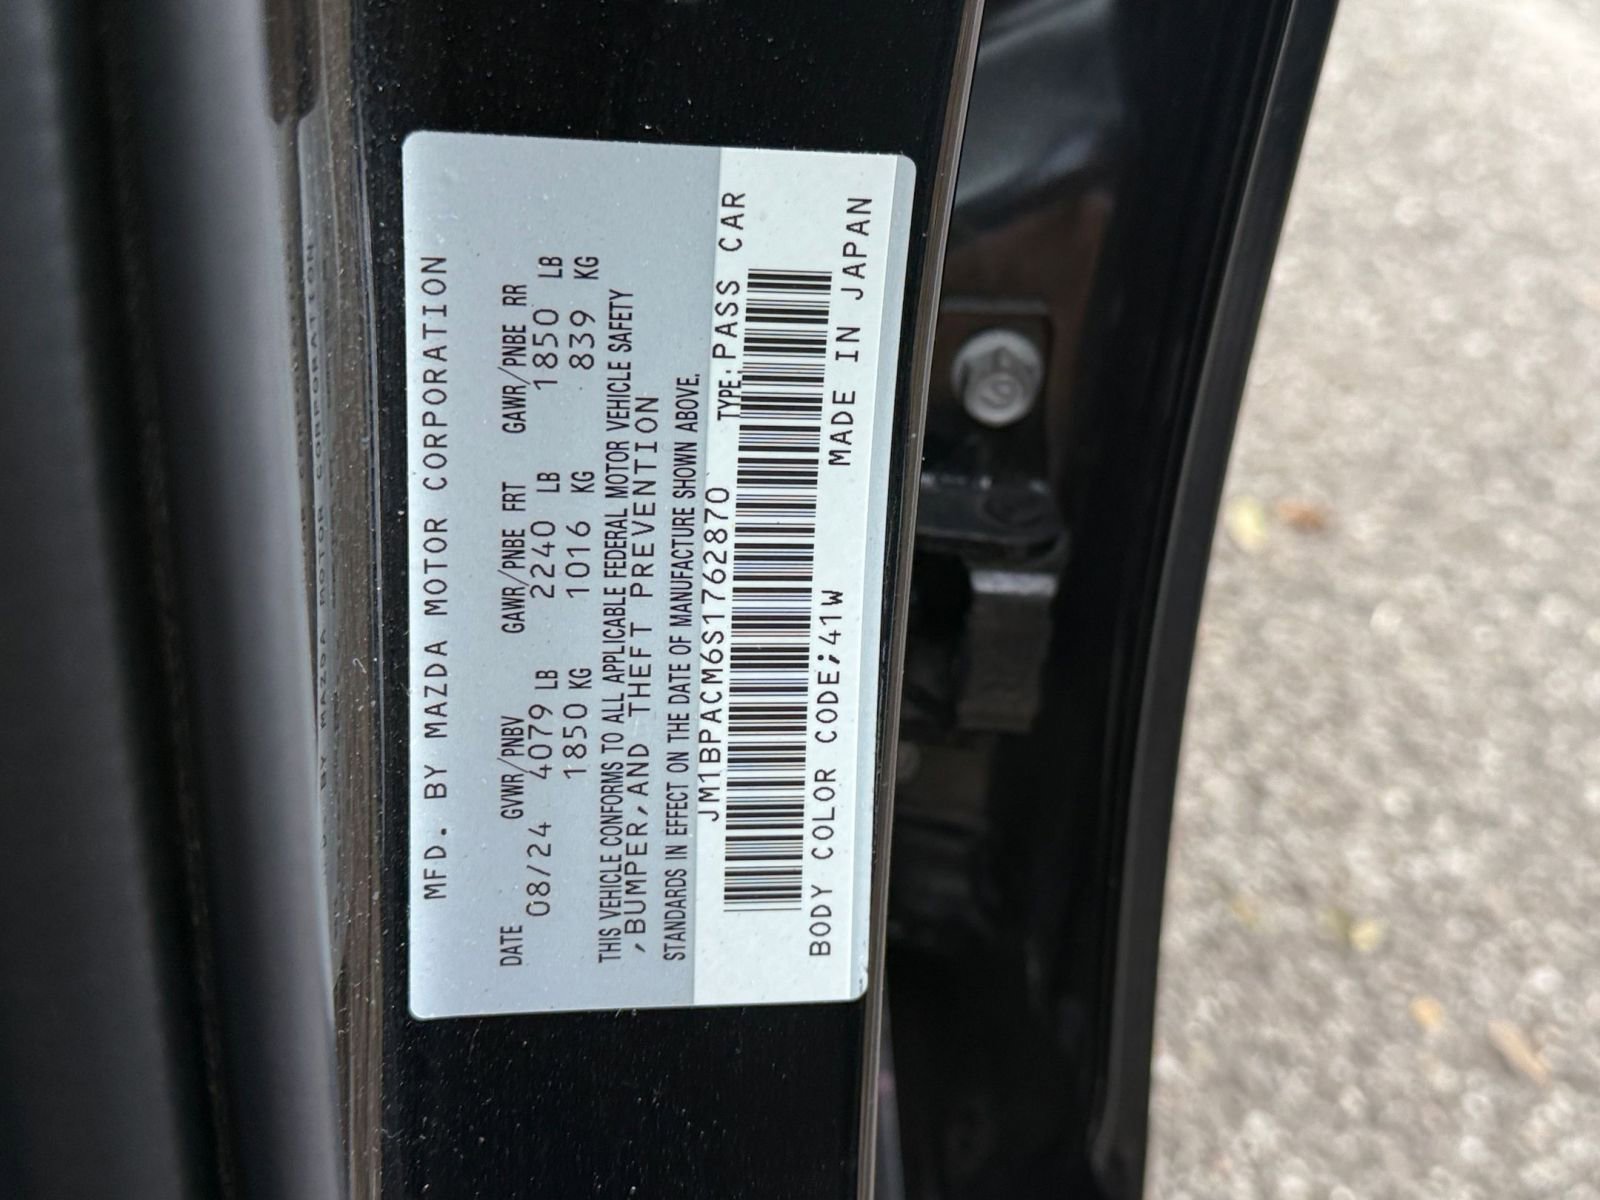 MFD. BY MAZDA MOTOR CORPORATION
DATE GVWR/PNBV GAWR/PNBE FRT GAWR/PNBE RR
08/24 4079 LB 2240 LB 1850 LB
1850 KG 1016 KG 839 KG
THIS VEHICLE CONFORMS TO ALL APPLICABLE FEDERAL MOTOR VEHICLE SAFETY
,BUMPER,AND THEFT PREVENTION
STANDARDS IN EFFECT ON THE DATE OF MANUFACTURE SHOWN ABOVE.
JM1BPACM6S1762870 TYPE:PASS CAR
BODY COLOR CODE;41W MADE IN JAPAN